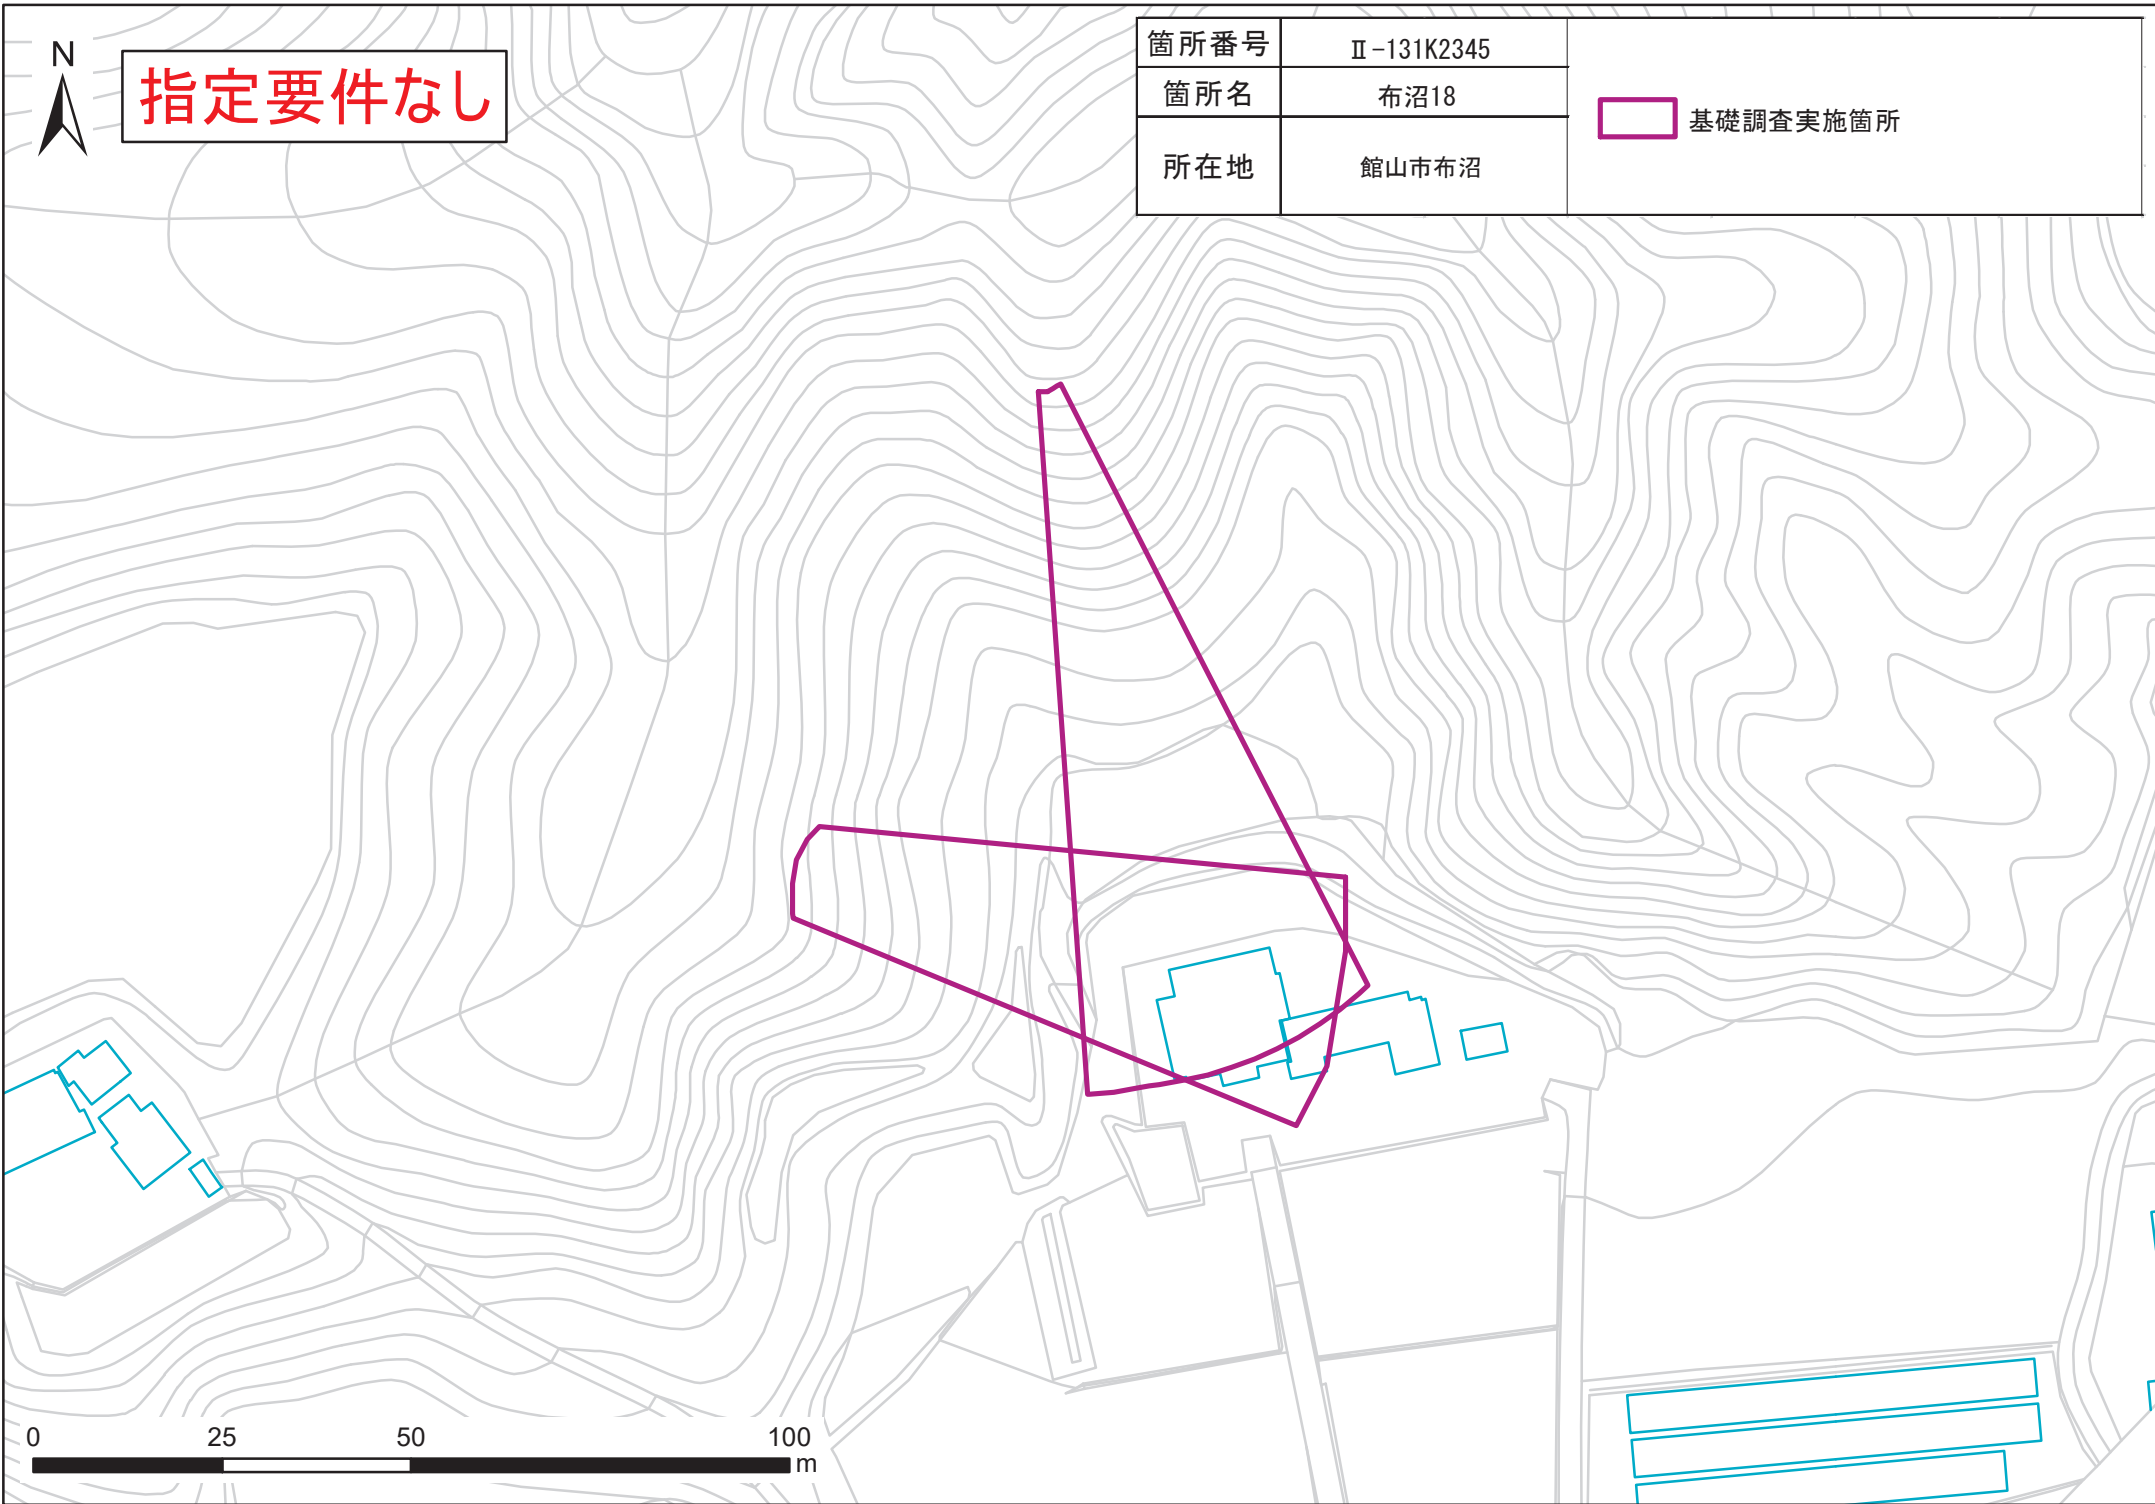 N
指定要件なし
箇所番号 Ⅱ-131K2345
箇所名 布沼18
所在地 館山市布沼
基礎調査実施箇所
0 25 50 100
m